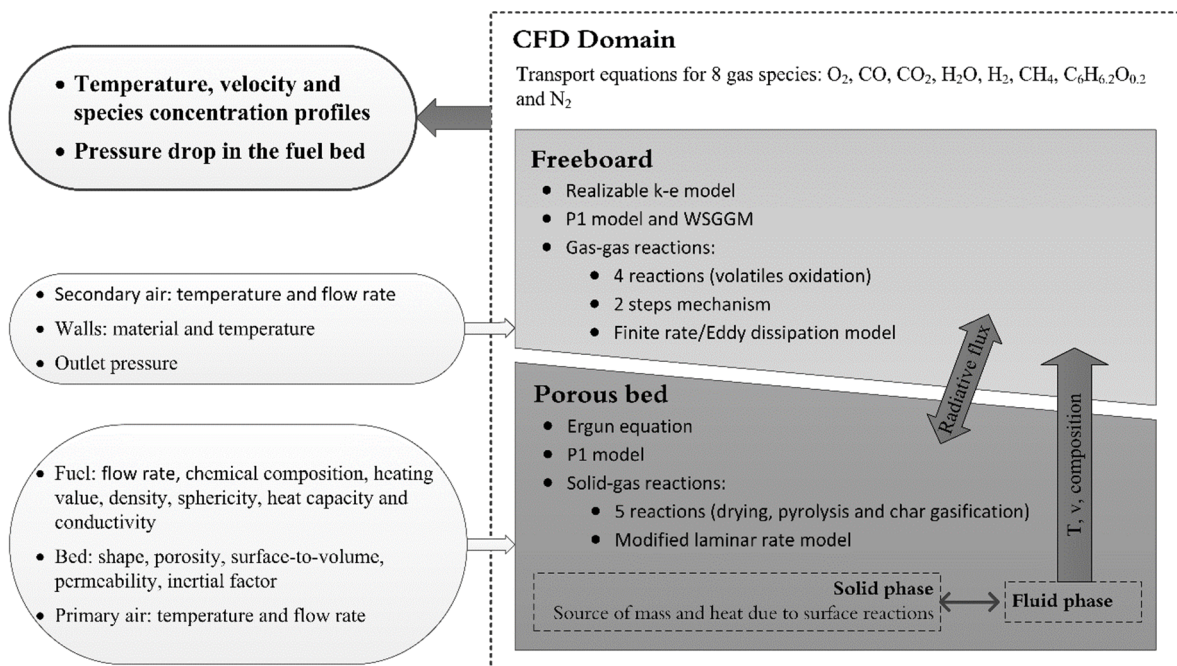 • Temperature, velocity and
species concentration profiles
• Pressure drop in the fuel bed
• Secondary air: temperature and flow rate
• Walls: material and temperature
• Outlet pressure
• Fuel: flow rate, chemical composition, heating
value, density, sphericity, heat capacity and
conductivity
• Bed: shape, porosity, surface-to-volume,
permeability, inertial factor
• Primary air: temperature and flow rate
CFD Domain
Transport equations for 8 gas species: O₂, CO, CO₂, H₂O, H₂, CH₄, C₆H₆.₂O₀.₂
and N₂
Freeboard
• Realizable k-e model
• P1 model and WSGGM
• Gas-gas reactions:
• 4 reactions (volatiles oxidation)
• 2 steps mechanism
• Finite rate/Eddy dissipation model
Radiative flux
T, v, composition
Porous bed
• Ergun equation
• P1 model
• Solid-gas reactions:
• 5 reactions (drying, pyrolysis and char gasification)
• Modified laminar rate model
Solid phase
Source of mass and heat due to surface reactions
Fluid phase